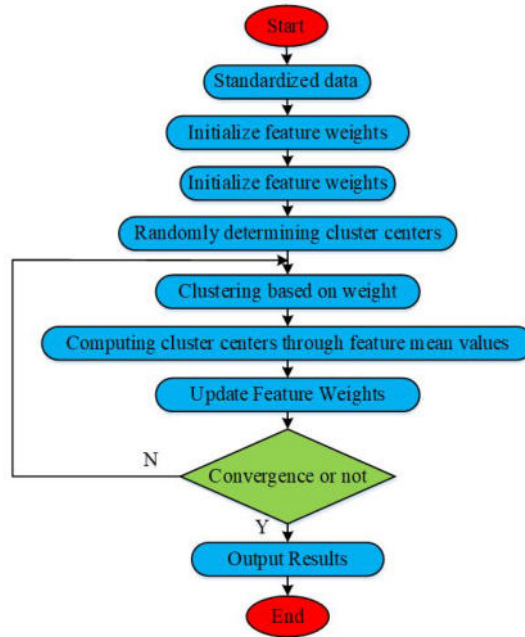 Start
Standardized data
Initialize feature weights
Initialize feature weights
Randomly determining cluster centers
Clustering based on weight
Computing cluster centers through feature mean values
Update Feature Weights
Convergence or not
N
Y
Output Results
End